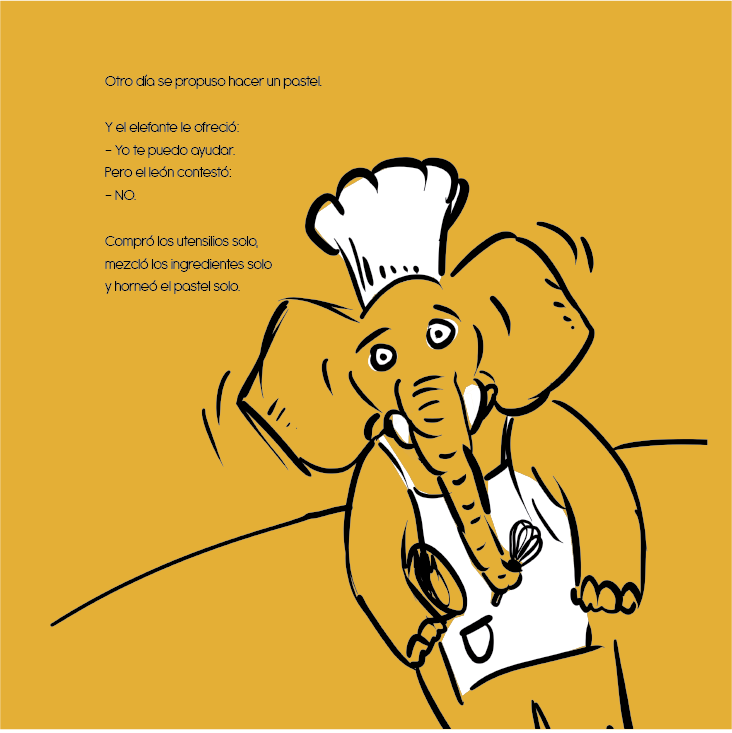 Otro día se propuso hacer un pastel.
Y el elefante le ofreció:
– Yo te puedo ayudar.
Pero el león contestó:
– NO.
Compró los utensilios solo,
mezcló los ingredientes solo
y horneó el pastel solo.